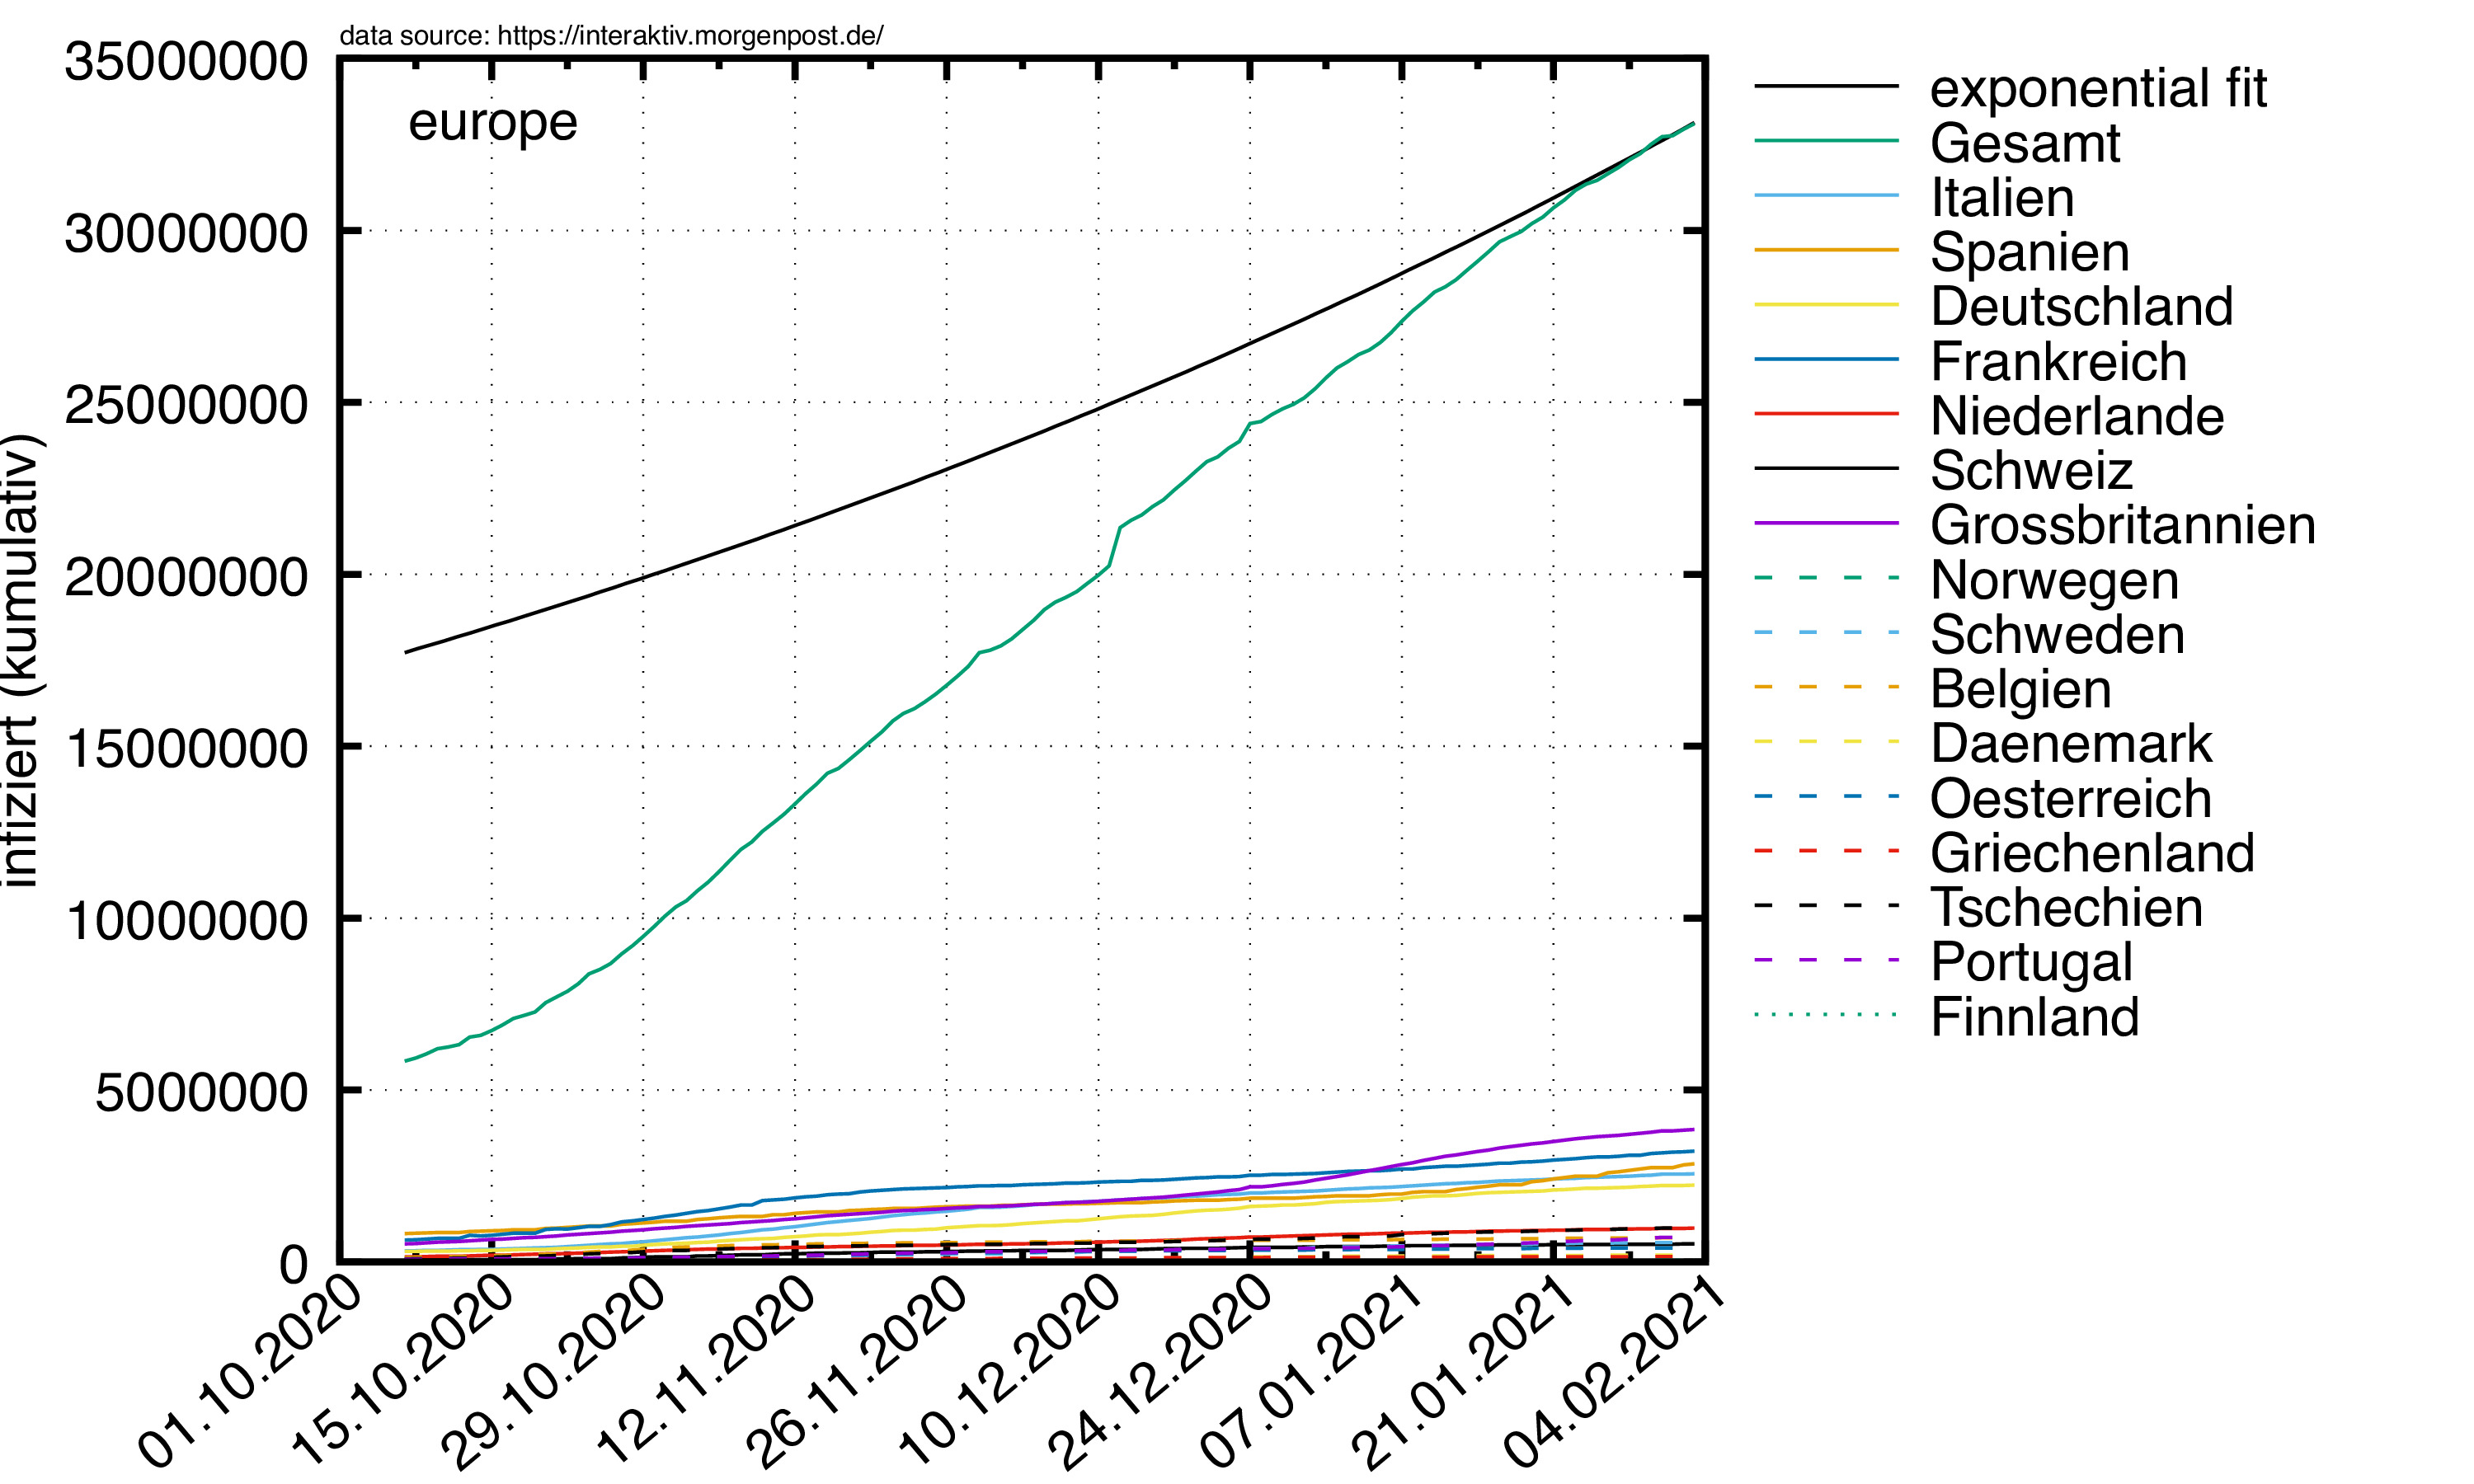 data source: https://interaktiv.morgenpost.de/
europe
infiziert (kumulativ)
35000000
30000000
25000000
20000000
15000000
10000000
5000000
0
01.10.2020
15.10.2020
29.10.2020
12.11.2020
26.11.2020
10.12.2020
24.12.2020
07.01.2021
21.01.2021
04.02.2021
exponential fit
Gesamt
Italien
Spanien
Deutschland
Frankreich
Niederlande
Schweiz
Grossbritannien
Norwegen
Schweden
Belgien
Daenemark
Oesterreich
Griechenland
Tschechien
Portugal
Finnland